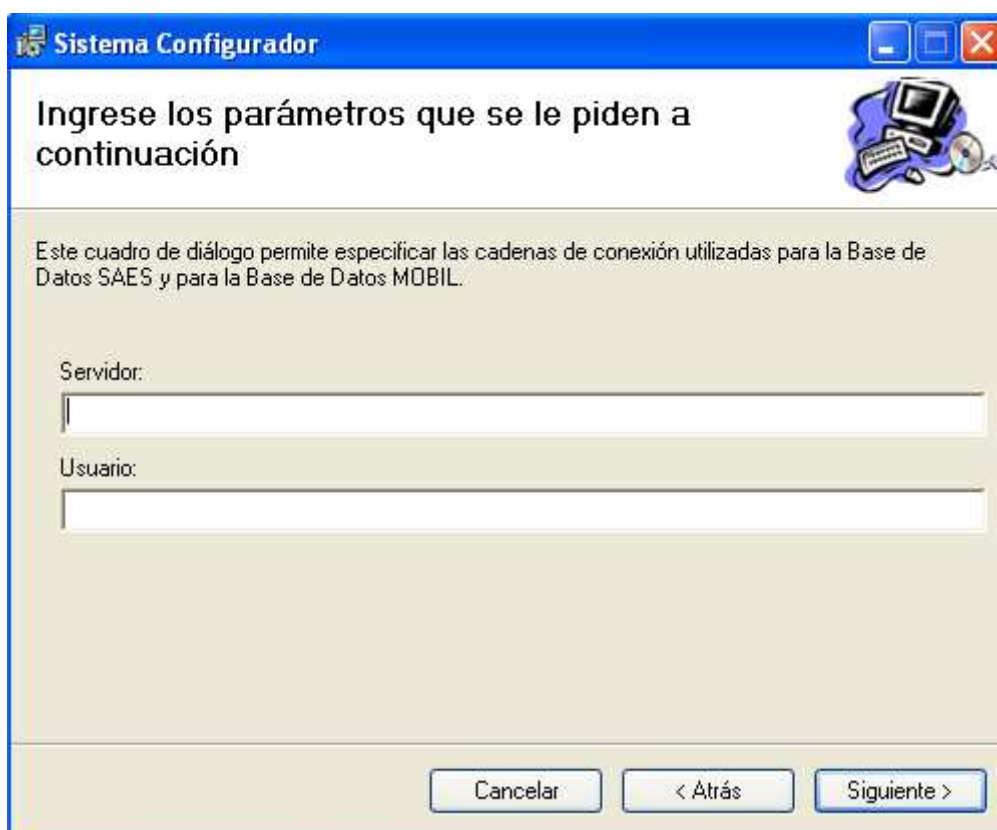 Sistema Configurador
Ingrese los parámetros que se le piden a
continuación
Este cuadro de diálogo permite especificar las cadenas de conexión utilizadas para la Base de
Datos SAES y para la Base de Datos MOBIL.
Servidor:
Usuario:
Cancelar
< Atrás
Siguiente >